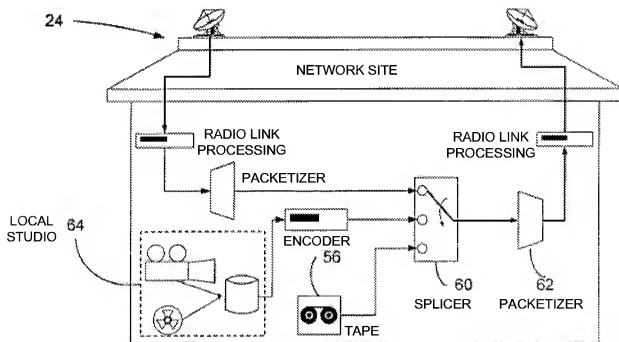 24
NETWORK SITE
RADIO LINK
PROCESSING
RADIO LINK
PROCESSING
PACKETIZER
LOCAL
STUDIO
64
ENCODER
56
TAPE
60
SPLICER
62
PACKETIZER